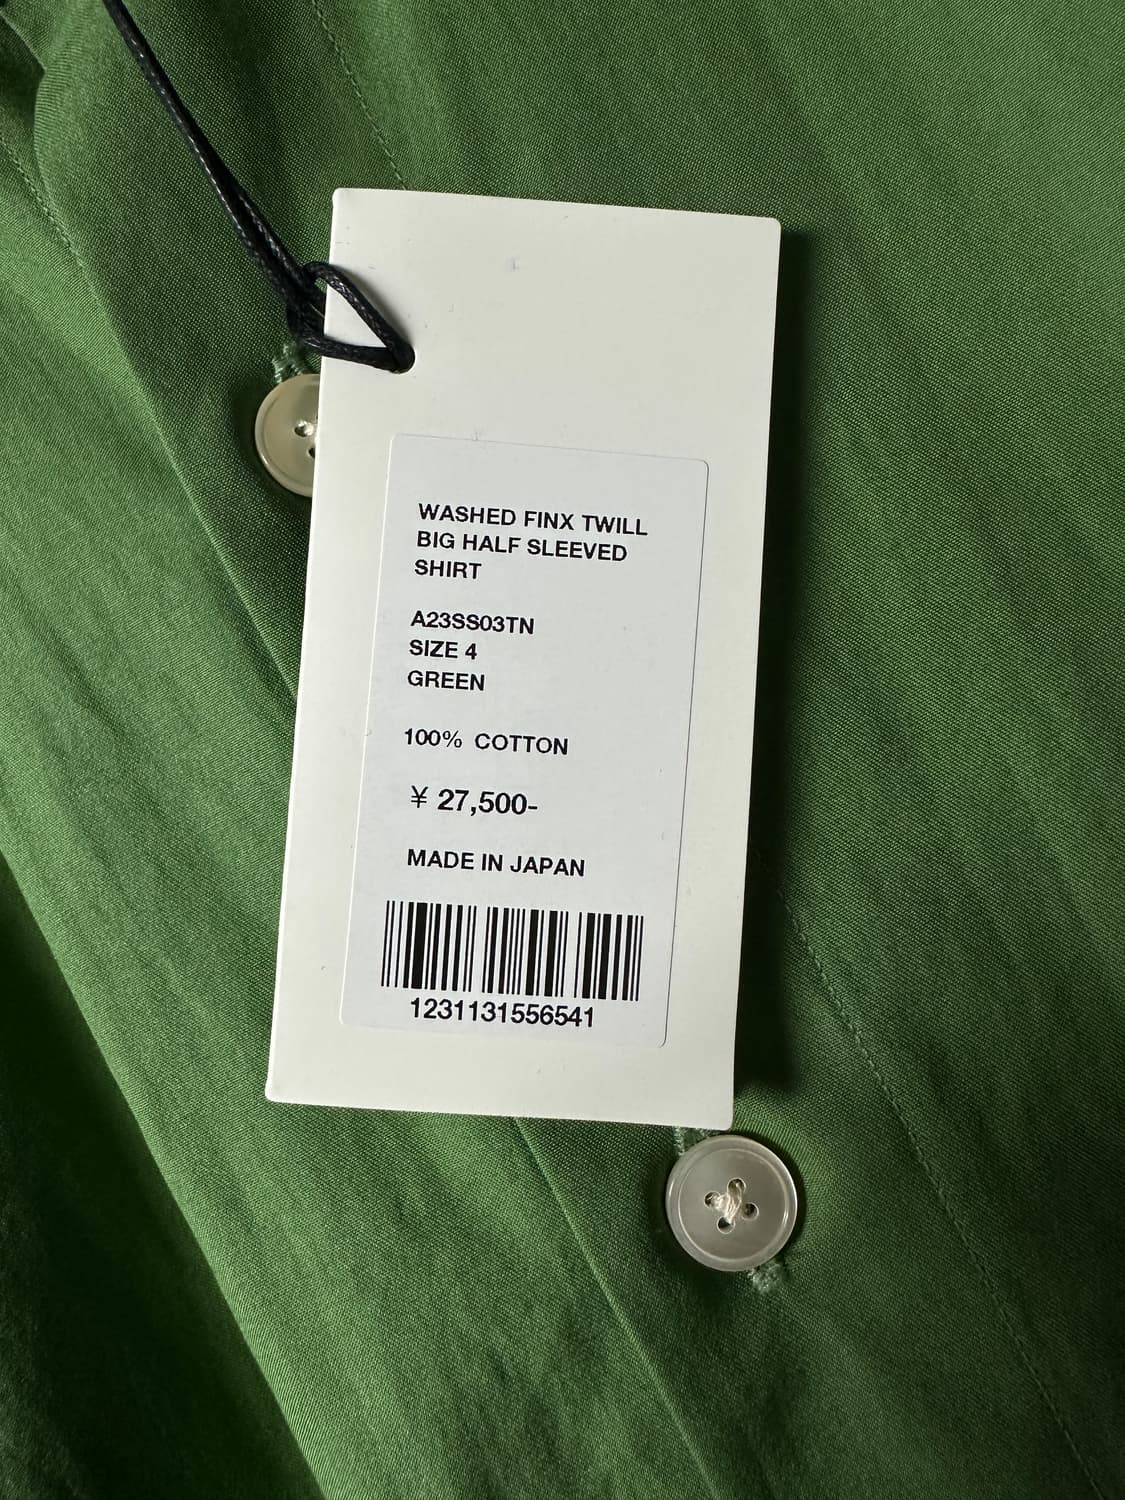 WASHED FINX TWILL
BIG HALF SLEEVED
SHIRT
A23SS03TN
SIZE 4
GREEN
100% COTTON
¥ 27,500-
MADE IN JAPAN
1231131556541